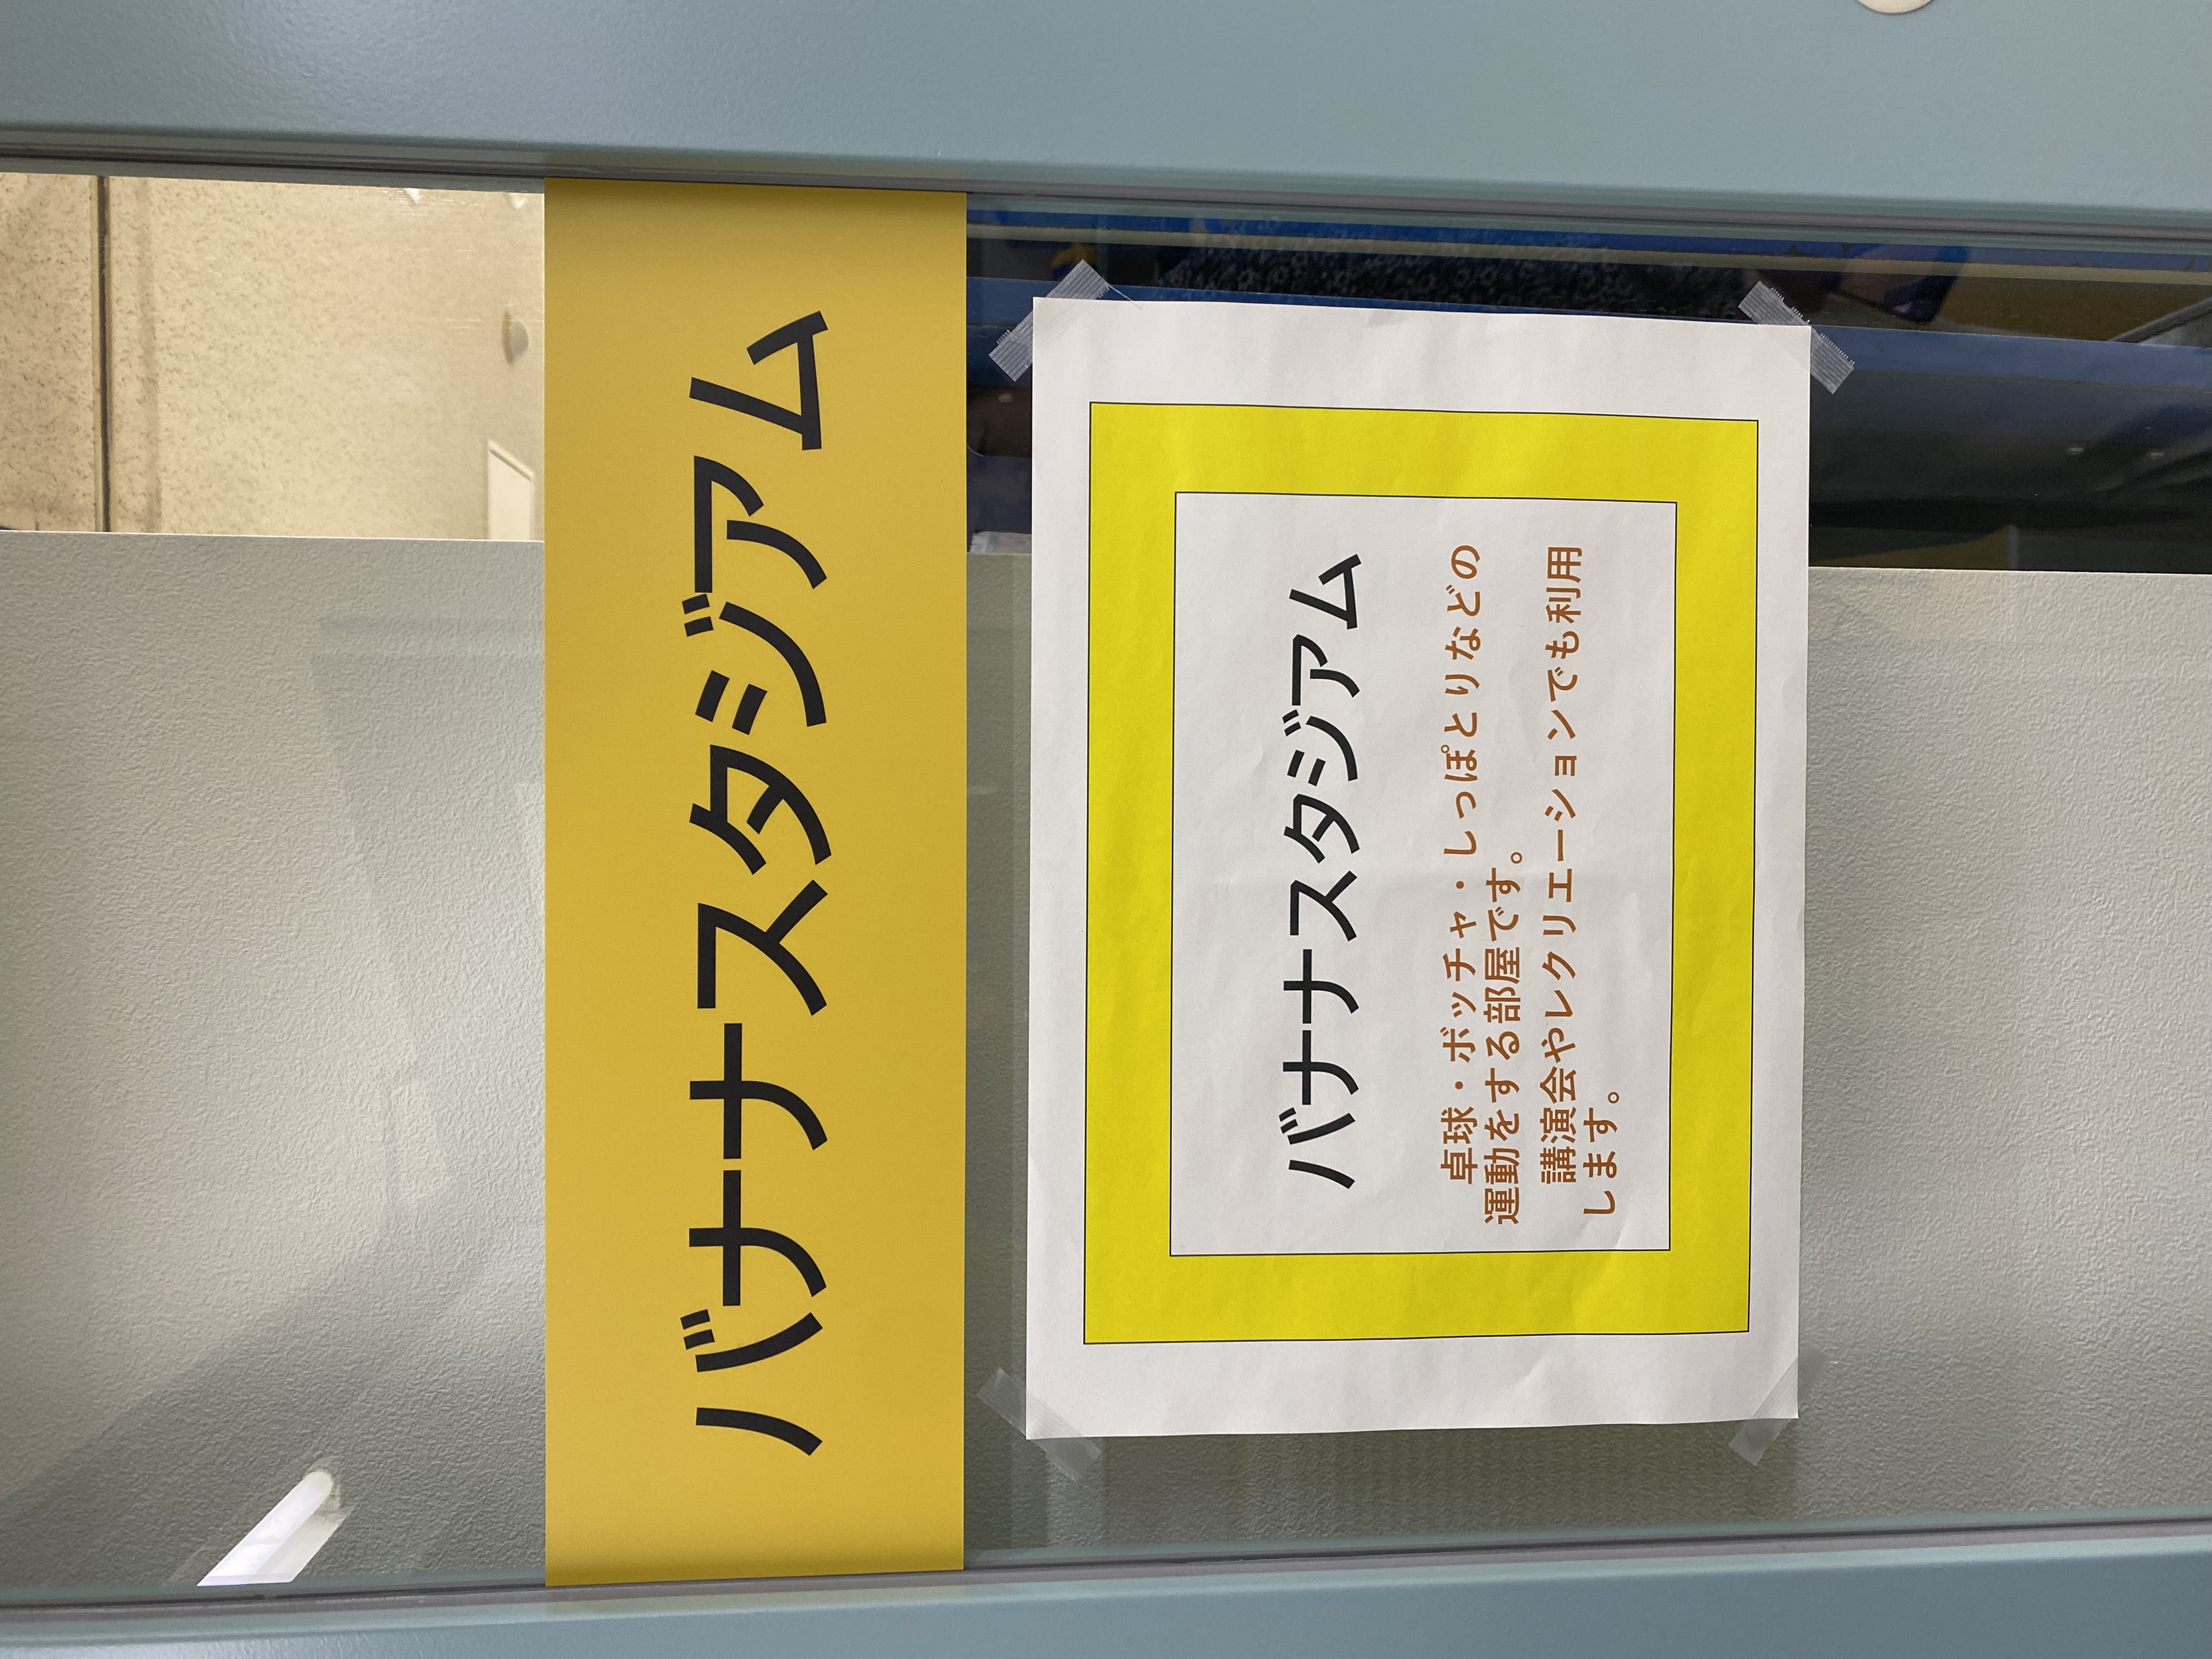 バナナスタジアム
バナナスタジアム
卓球・ボッチャ・しっぽとりなどの
運動をする部屋です。
講演会やレクリエーションでも利用
します。